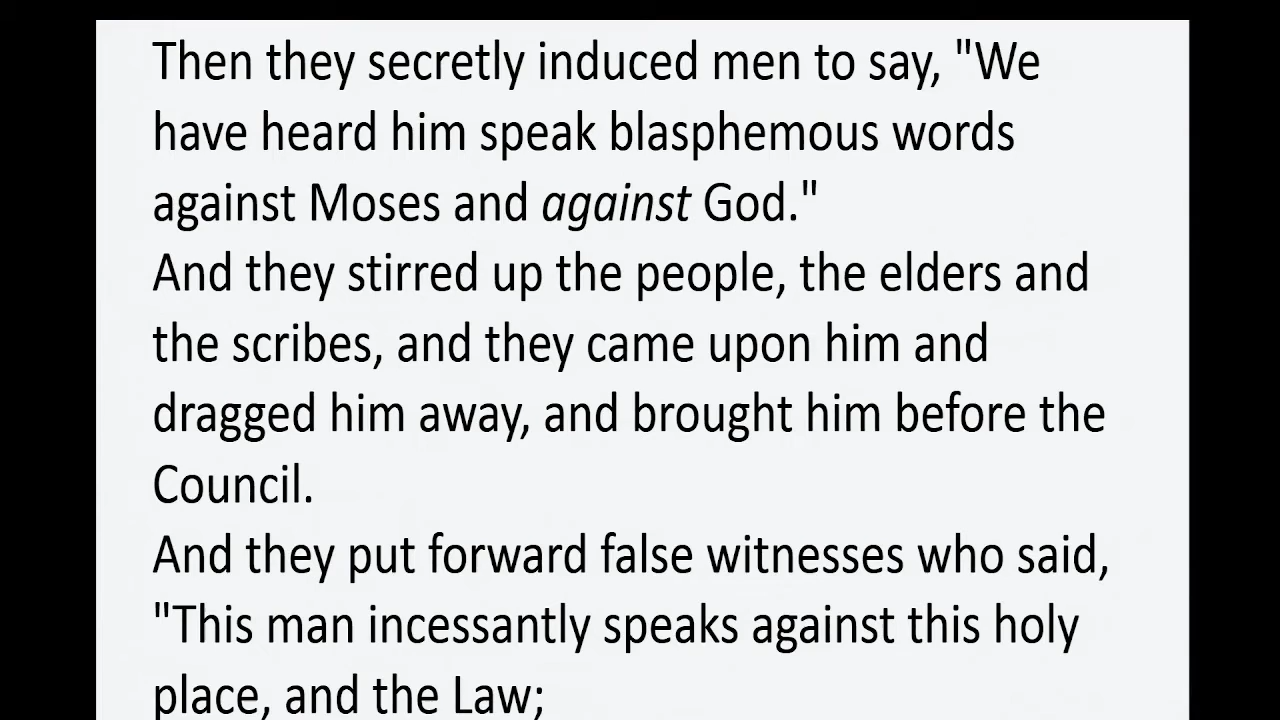 Then they secretly induced men to say, "We
have heard him speak blasphemous words
against Moses and against God."
And they stirred up the people, the elders and
the scribes, and they came upon him and
dragged him away, and brought him before the
Council.
And they put forward false witnesses who said,
"This man incessantly speaks against this holy
place, and the Law;